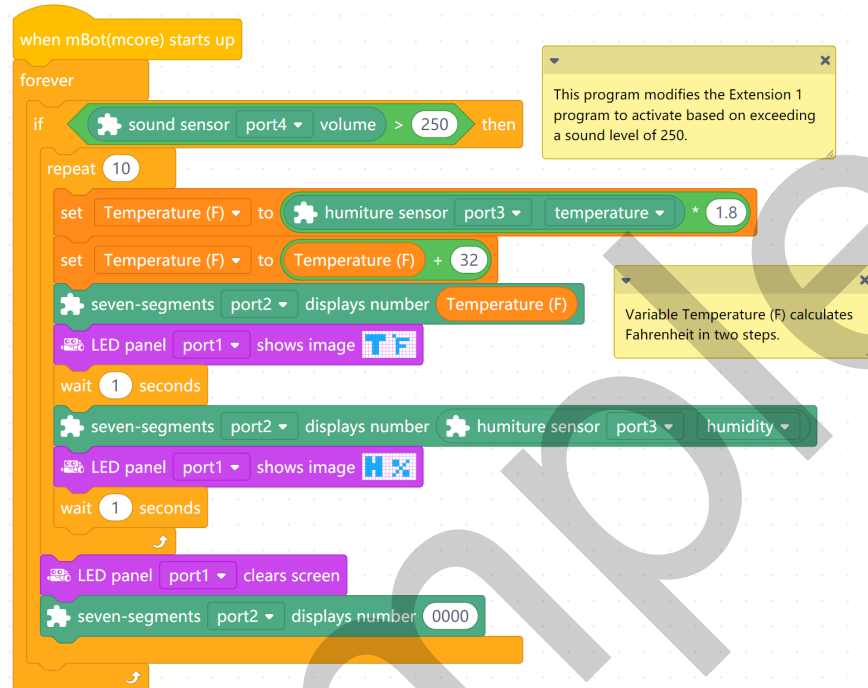 when mBot(mcore) starts up
forever
This program modifies the Extension 1
program to activate based on exceeding
a sound level of 250.
if sound sensor port4 volume > 250 then
repeat 10
set Temperature (F) to humiture sensor port3 temperature * 1.8
set Temperature (F) to Temperature (F) + 32
Variable Temperature (F) calculates
Fahrenheit in two steps.
seven-segments port2 displays number Temperature (F)
LED panel port1 shows image T°F
wait 1 seconds
seven-segments port2 displays number humiture sensor port3 humidity
LED panel port1 shows image H%
wait 1 seconds
LED panel port1 clears screen
seven-segments port2 displays number 0000